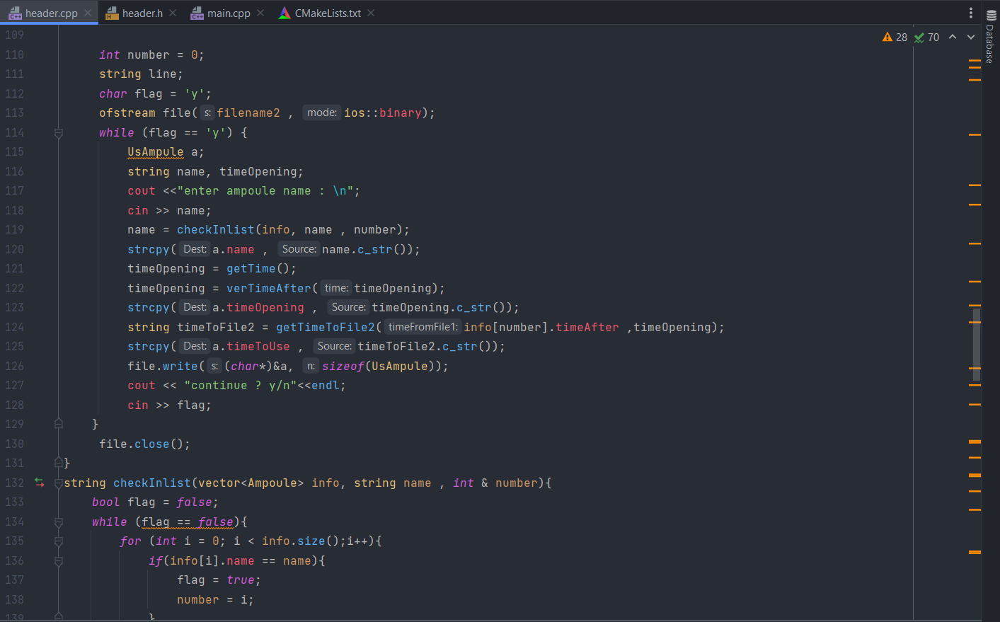 header.cpp header.h main.cpp CMakeLists.txt
Database
28 70
109
110 int number = 0;
111 string line;
112 char flag = 'y';
113 ofstream file( s: filename2 , mode: ios::binary);
114 while (flag == 'y') {
115 UsAmpule a;
116 string name, timeOpening;
117 cout <<"enter ampoule name : \n";
118 cin >> name;
119 name = checkInlist(info, name , number);
120 strcpy( Dest: a.name , Source: name.c_str());
121 timeOpening = getTime();
122 timeOpening = verTimeAfter( time: timeOpening);
123 strcpy( Dest: a.timeOpening , Source: timeOpening.c_str());
124 string timeToFile2 = getTimeToFile2( timeFromFile1: info[number].timeAfter ,timeOpening);
125 strcpy( Dest: a.timeToUse , Source: timeToFile2.c_str());
126 file.write( s: (char*)&a, n: sizeof(UsAmpule));
127 cout << "continue ? y/n"<<endl;
128 cin >> flag;
129 }
130 file.close();
131 }
132 string checkInlist(vector<Ampoule> info, string name , int & number){
133 bool flag = false;
134 while (flag == false){
135 for (int i = 0; i < info.size();i++){
136 if(info[i].name == name){
137 flag = true;
138 number = i;
139 }